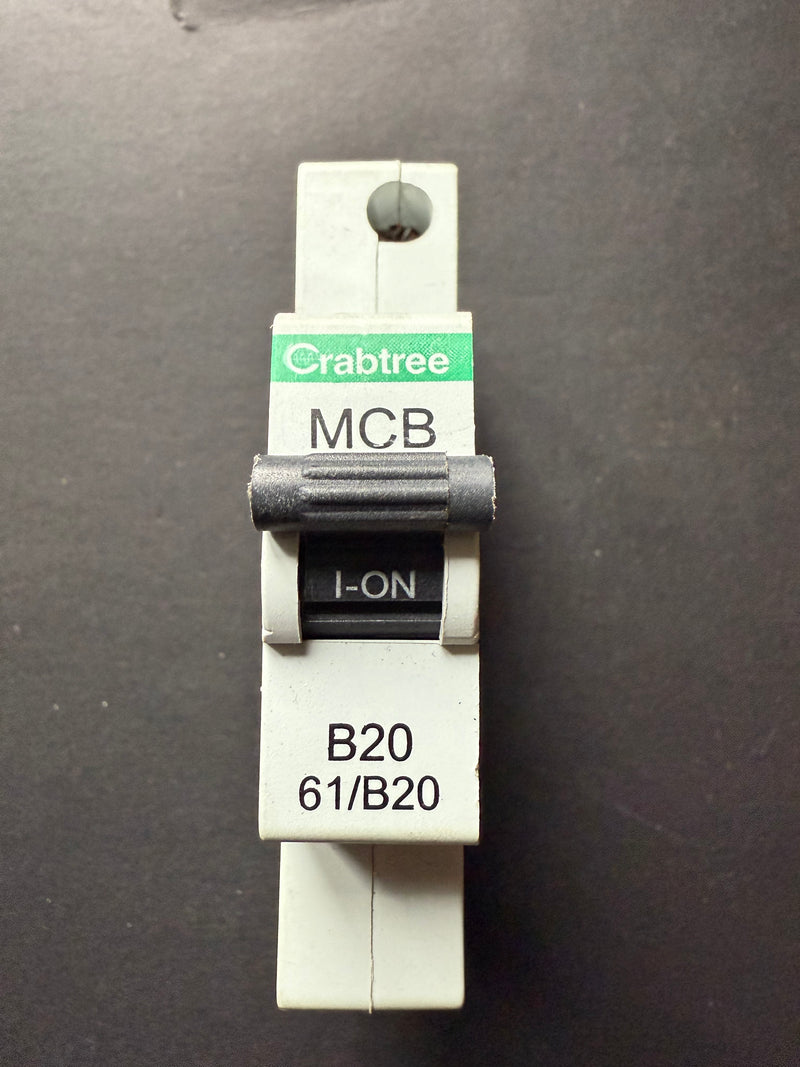 Crabtree
MCB
I-ON
B20
61/B20